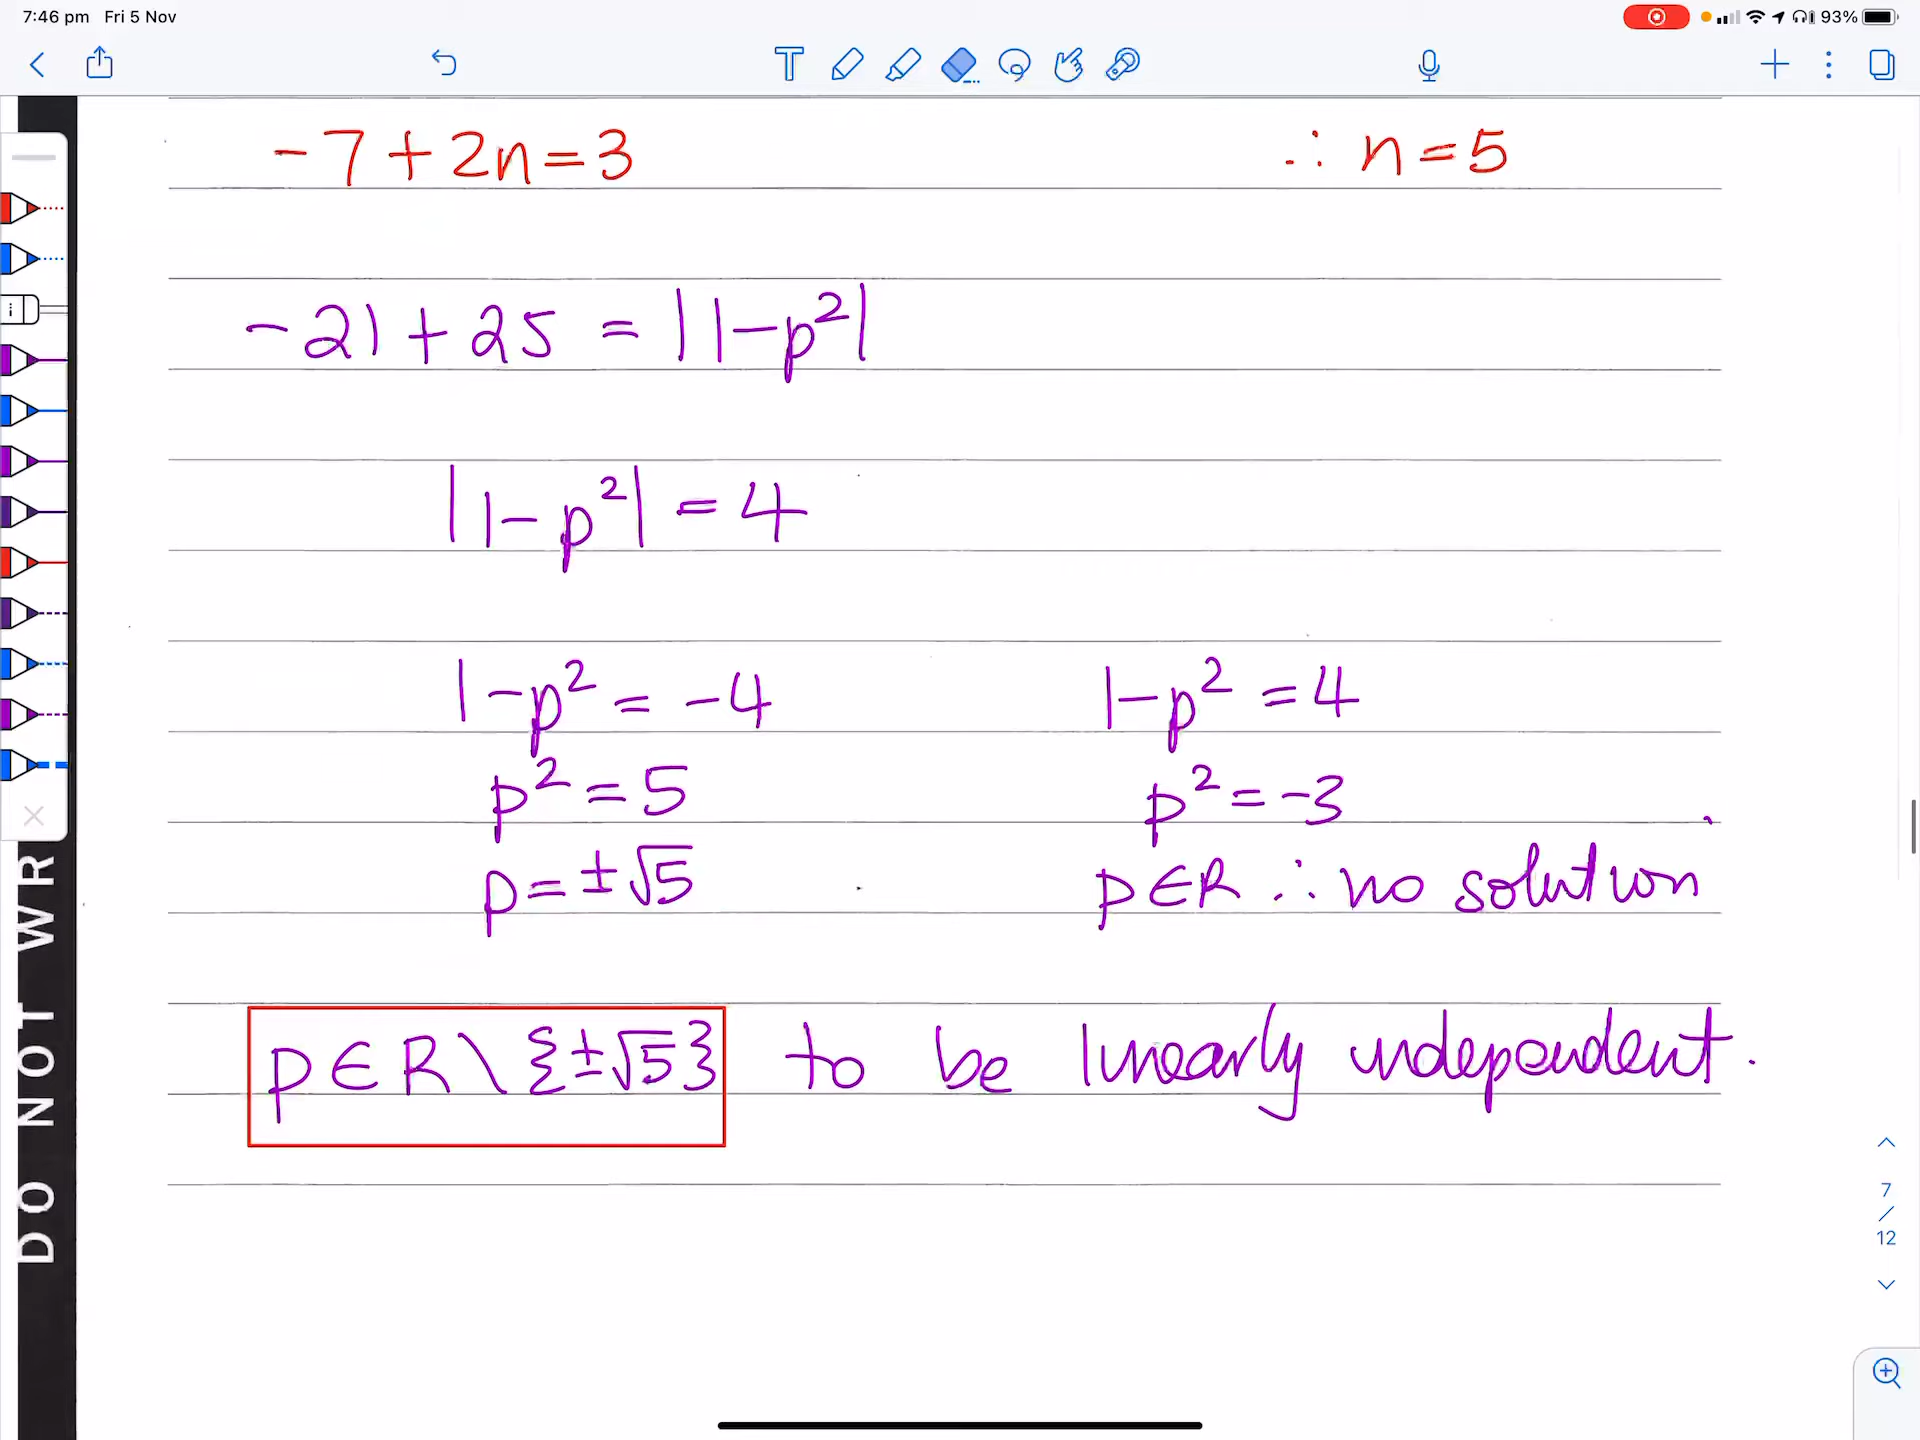 7:46 pm Fri 5 Nov
93%
-7+2n=3 ∴ n=5
-21+25 = |1-p²|
|1-p²| = 4
1-p² = -4 1-p² = 4
p² = 5 p² = -3
p = ±√5 p∈R ∴ no solution
p∈R\{±√5} to be linearly independent.
DO NOT WR
7
/
12